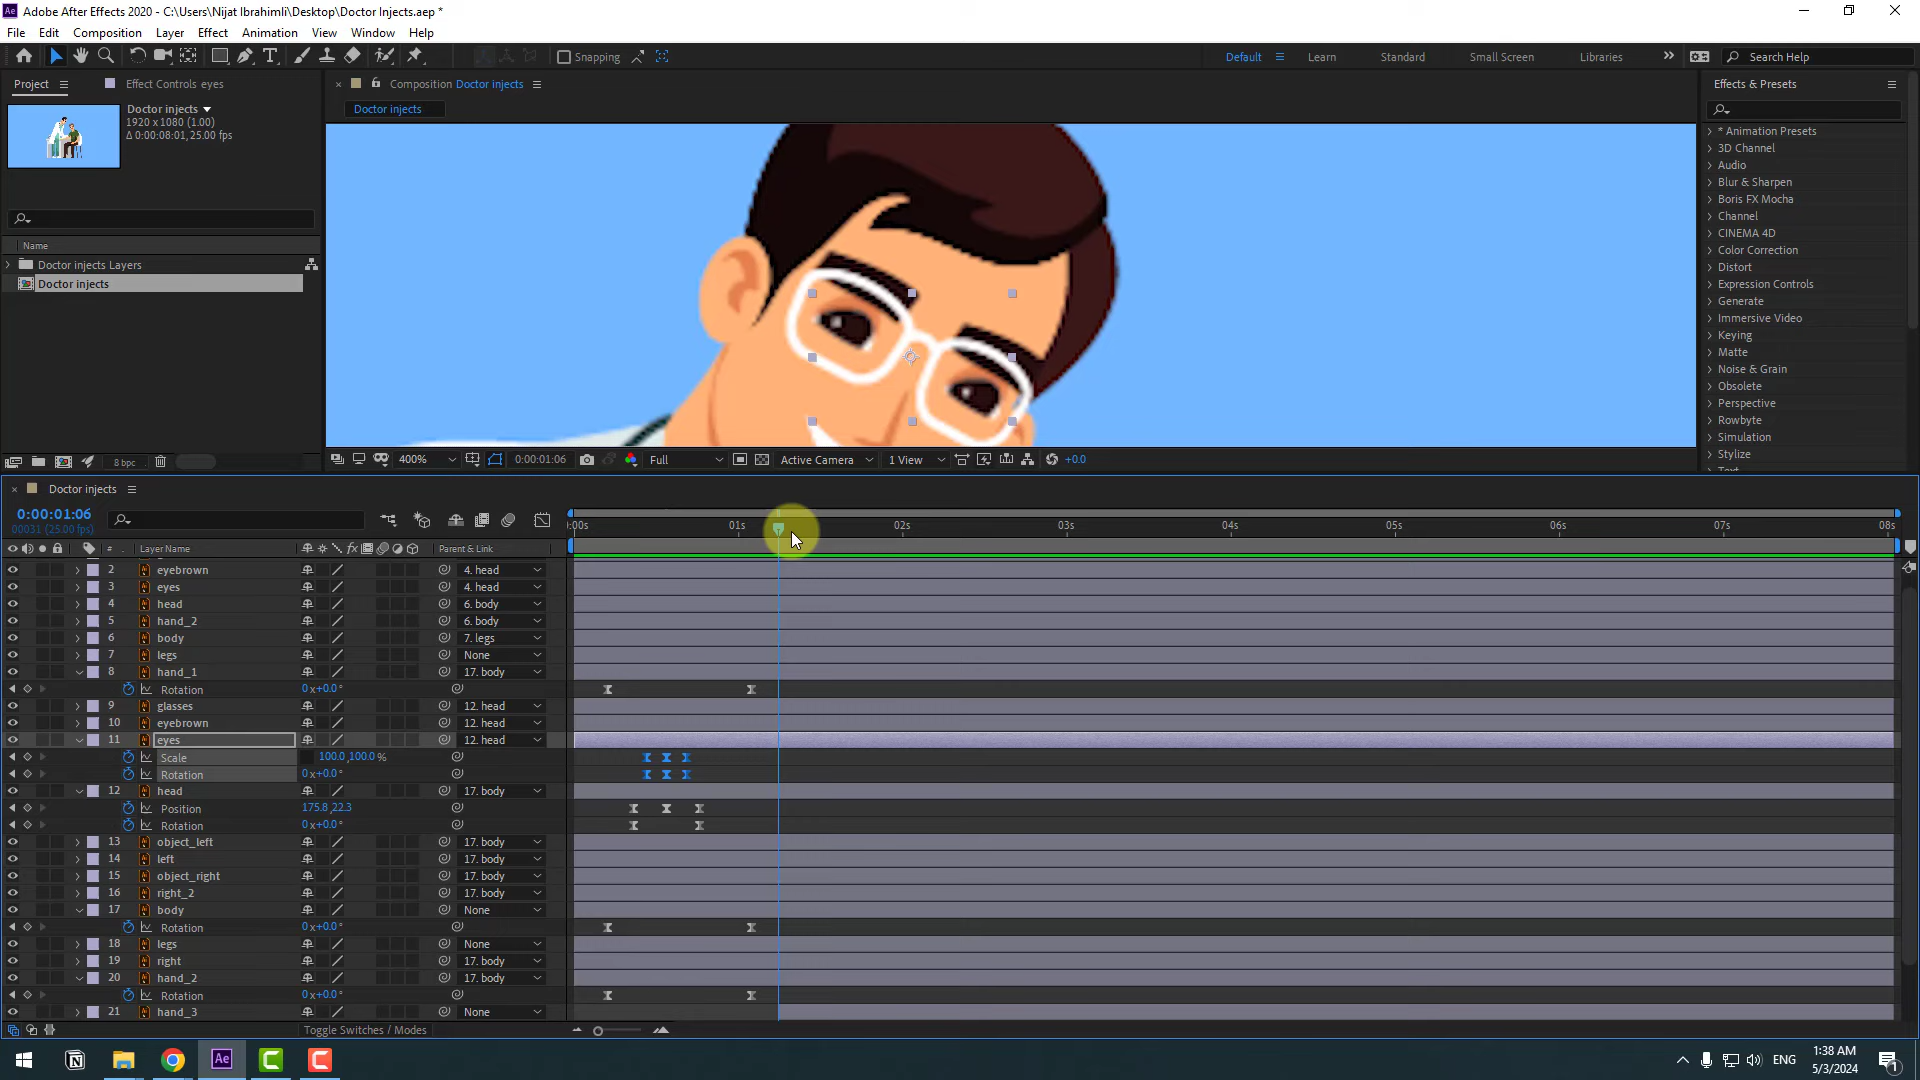 Adobe After Effects 2020 - C:\Users\Nijat Ibrahimli\Desktop\Doctor Injects.aep *
File Edit Composition Layer Effect Animation View Window Help
Snapping Default Learn Standard Small Screen Libraries Search Help
Project Effect Controls eyes Composition Doctor injects Effects & Presets
Doctor injects
1920 x 1080 (1.00)
Δ 0:00:08:01, 25.00 fps
Doctor injects
Name
Doctor injects Layers
Doctor injects
* Animation Presets
3D Channel
Audio
Blur & Sharpen
Boris FX Mocha
Channel
CINEMA 4D
Color Correction
Distort
Expression Controls
Generate
Immersive Video
Keying
Matte
Noise & Grain
Obsolete
Perspective
Rowbyte
Simulation
Stylize
8 bpc 400% 0:00:01:06 Full Active Camera 1 View +0.0
Doctor injects
0:00:01:06
00031 (25.00 fps)
:00s 01s 02s 03s 04s 05s 06s 07s 08s
# Layer Name fx Parent & Link
2 eyebrown 4. head
3 eyes 4. head
4 head 6. body
5 hand_2 6. body
6 body 7. legs
7 legs None
8 hand_1 17. body
Rotation 0x+0.0°
9 glasses 12. head
10 eyebrown 12. head
11 eyes 12. head
Scale 100.0,100.0%
Rotation 0x+0.0°
12 head 17. body
Position 175.8,22.3
Rotation 0x+0.0°
13 object_left 17. body
14 left 17. body
15 object_right 17. body
16 right_2 17. body
17 body None
Rotation 0x+0.0°
18 legs None
19 right 17. body
20 hand_2 17. body
Rotation 0x+0.0°
21 hand_3 None
Toggle Switches / Modes
Ae ENG 1:38 AM
5/3/2024